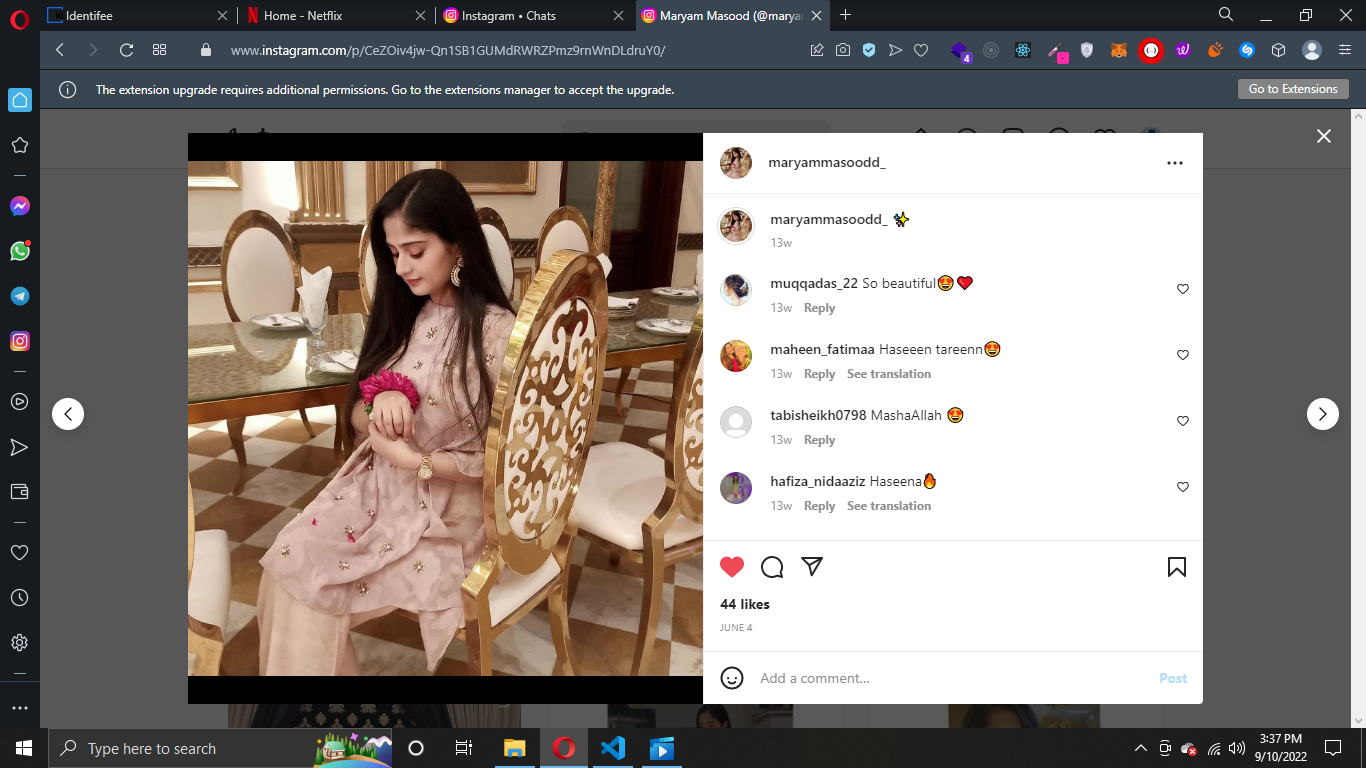 Identifee
Home - Netflix
Instagram • Chats
Maryam Masood (@marya
www.instagram.com/p/CeZOiv4jw-Qn1SB1GUMdRWRZPmz9rnWnDLdruY0/
4
The extension upgrade requires additional permissions. Go to the extensions manager to accept the upgrade.
Go to Extensions
maryammasoodd_
maryammasoodd_ ✨
13w
muqqadas_22 So beautiful😍❤️
13w Reply
maheen_fatimaa Haseeen tareenn😍
13w Reply See translation
tabisheikh0798 MashaAllah 😍
13w Reply
hafiza_nidaaziz Haseena🔥
13w Reply See translation
44 likes
JUNE 4
Add a comment...
Post
Type here to search
3:37 PM
9/10/2022